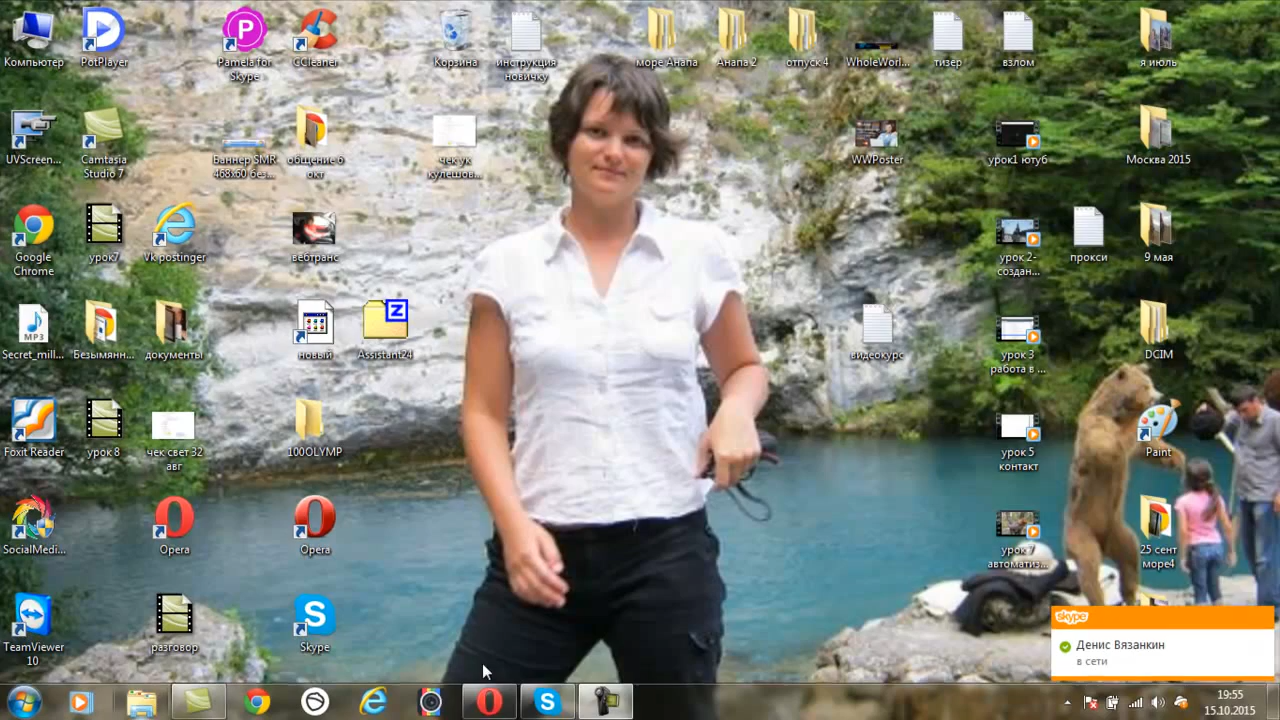 Компьютер
PotPlayer
Pamela for
Skype
CCleaner
Корзина
инструкция
новичку
море Анапа
Анапа 2
отпуск 4
WholeWorl...
тизер
взлом
я июль
UVScreen...
Camtasia
Studio 7
Баннер SMR
468x60 без...
общение 6
окт
чек ук
кулешов...
WWPoster
урок1 ютуб
Москва 2015
Google
Chrome
урок7
Vk postinger
вебтранс
урок 2-
создан...
прокси
9 мая
MP3
Secret_mill...
Безымянн...
документы
новый
Assistant24
видеокурс
урок 3
работа в ...
DCIM
Foxit Reader
урок 8
чек свет 32
авг
100OLYMP
урок 5
контакт
Paint
SocialMedi...
Opera
Opera
урок 7
автоматиз...
25 сент
море4
TeamViewer
10
разговор
Skype
skype
Денис Вязанкин
в сети
19:55
15.10.2015